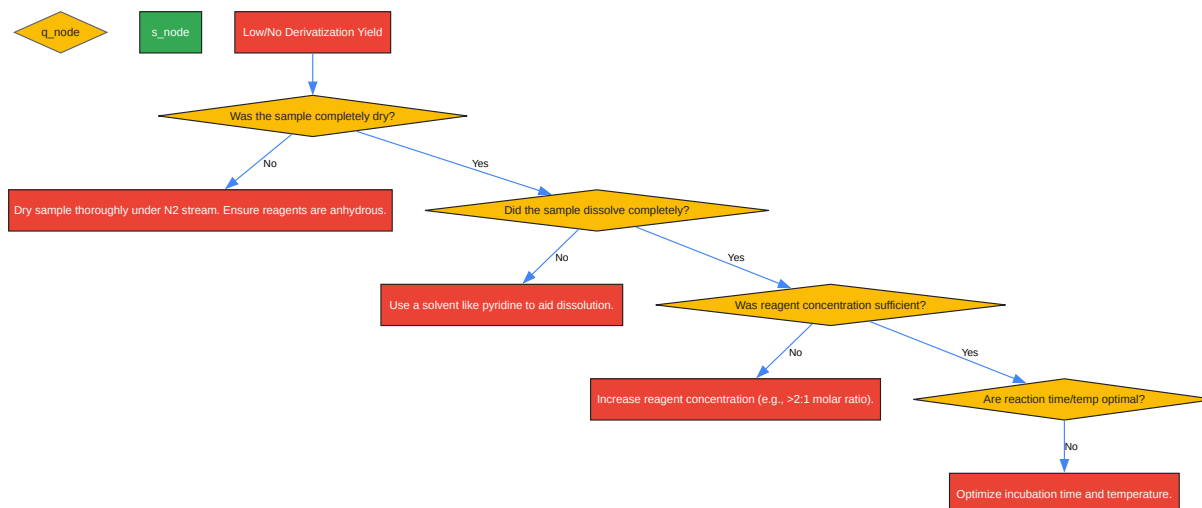 q_node
s_node
Low/No Derivatization Yield
Was the sample completely dry?
No
Yes
Dry sample thoroughly under N2 stream. Ensure reagents are anhydrous.
Did the sample dissolve completely?
No
Yes
Use a solvent like pyridine to aid dissolution.
Was reagent concentration sufficient?
No
Yes
Increase reagent concentration (e.g., >2:1 molar ratio).
Are reaction time/temp optimal?
No
Optimize incubation time and temperature.